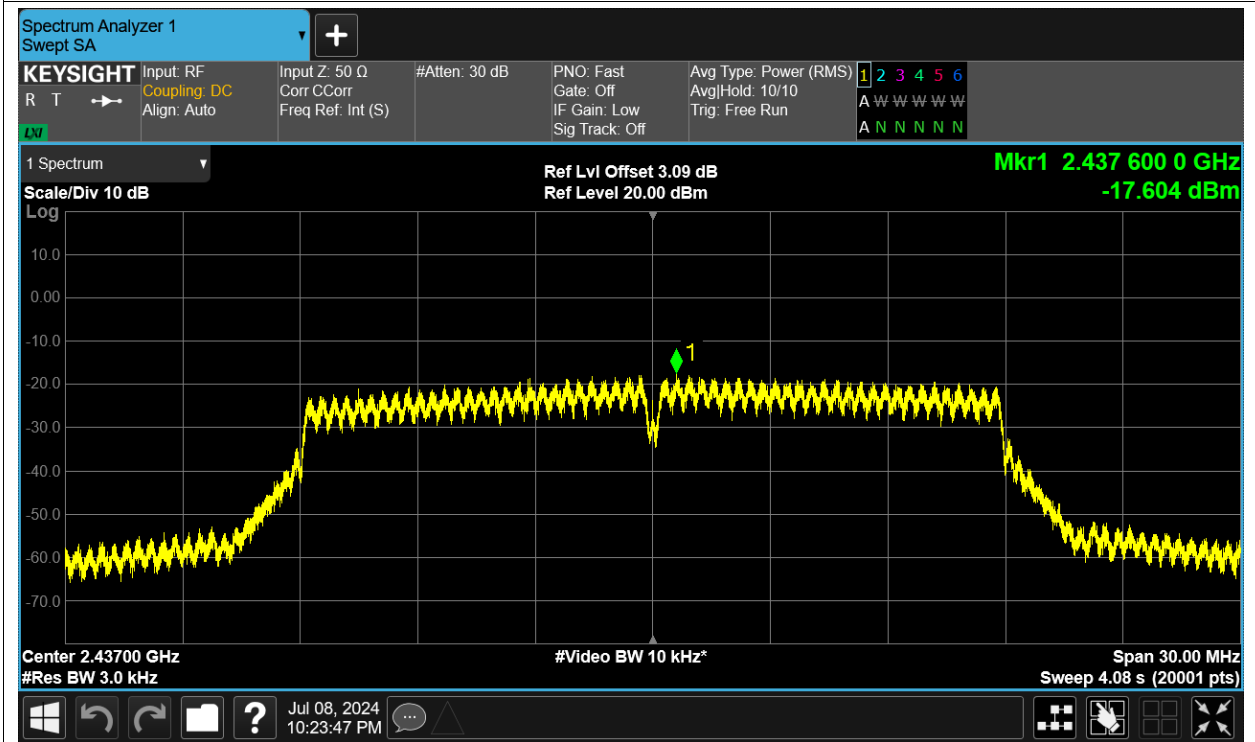 Spectrum Analyzer 1
Swept SA
KEYSIGHT
R T
LXI
Input: RF
Coupling: DC
Align: Auto
Input Z: 50 Ω
Corr CCorr
Freq Ref: Int (S)
#Atten: 30 dB
PNO: Fast
Gate: Off
IF Gain: Low
Sig Track: Off
Avg Type: Power (RMS)
Avg|Hold: 10/10
Trig: Free Run
1 2 3 4 5 6
A W W W W W
A N N N N N
1 Spectrum
Scale/Div 10 dB
Log
Ref Lvl Offset 3.09 dB
Ref Level 20.00 dBm
Mkr1 2.437 600 0 GHz
-17.604 dBm
10.0
0.00
-10.0
1
-20.0
-30.0
-40.0
-50.0
-60.0
-70.0
Center 2.43700 GHz
#Res BW 3.0 kHz
#Video BW 10 kHz*
Span 30.00 MHz
Sweep 4.08 s (20001 pts)
?
Jul 08, 2024
10:23:47 PM